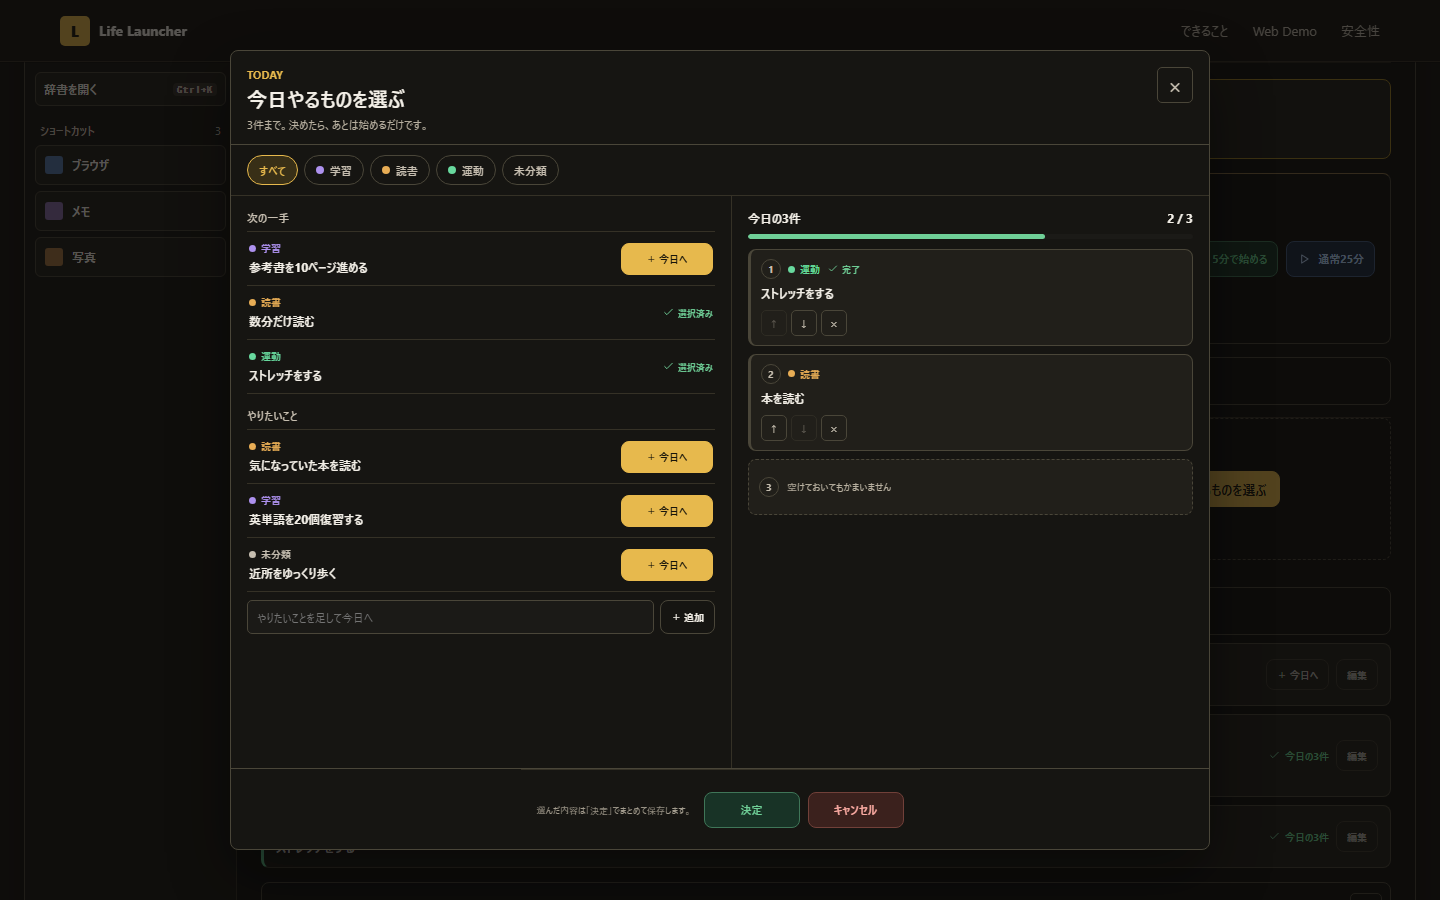 L Life Launcher
できること Web Demo 安全性
辞書を開く Ctrl+K
ショートカット 3
ブラウザ
メモ
写真
TODAY
今日やるものを選ぶ
3件まで。決めたら、あとは始めるだけです。
×
すべて 学習 読書 運動 未分類
次の一手
学習
参考書を10ページ進める
+ 今日へ
読書
数分だけ読む
✓ 選択済み
運動
ストレッチをする
✓ 選択済み
やりたいこと
読書
気になっていた本を読む
+ 今日へ
学習
英単語を20個復習する
+ 今日へ
未分類
近所をゆっくり歩く
+ 今日へ
やりたいことを足して今日へ
+ 追加
今日の3件 2 / 3
1 運動 ✓ 完了
ストレッチをする
↑ ↓ ×
2 読書
本を読む
↑ ↓ ×
3 空けておいてもかまいません
選んだ内容は「決定」でまとめて保存します。
決定 キャンセル
5分で始める ▷ 通常25分
ものを選ぶ
+ 今日へ 編集
✓ 今日の3件 編集
✓ 今日の3件 編集